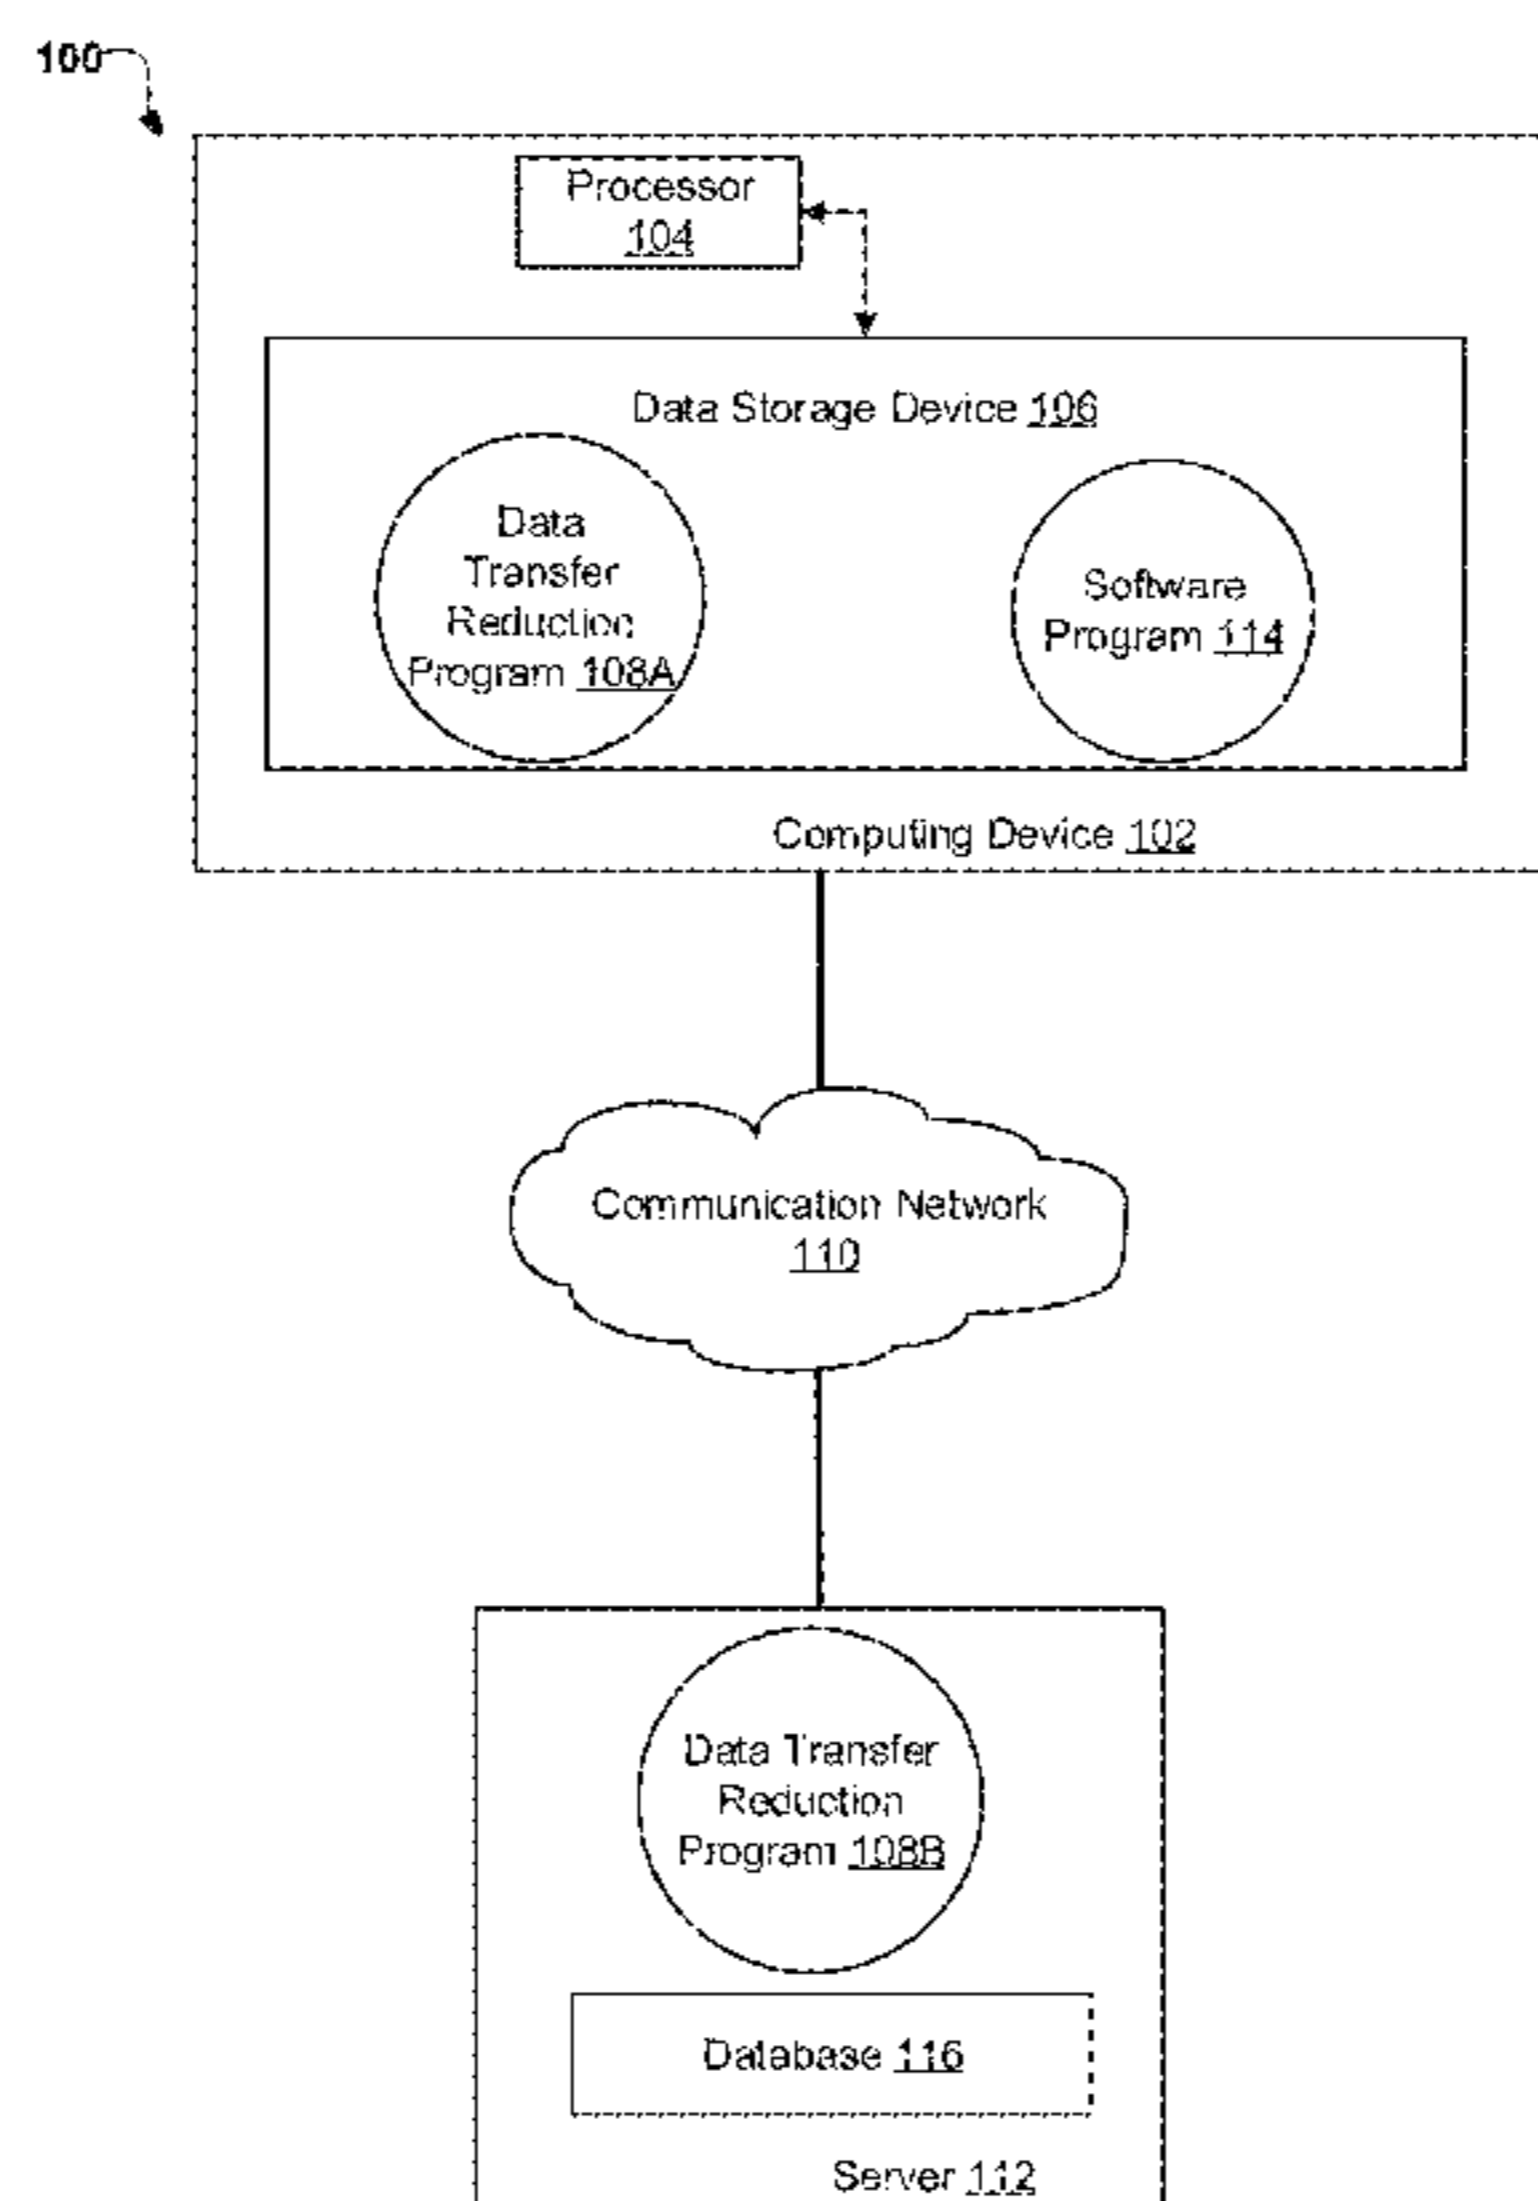 100
Processor
104
Data Storage Device 106
Data
Transfer
Reduction
Program 108A
Software
Program 114
Computing Device 102
Communication Network
110
Data Transfer
Reduction
Program 108B
Database 116
Server 112